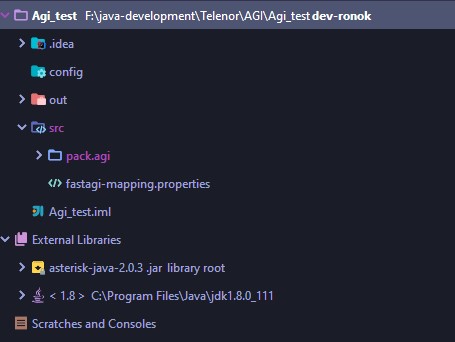 Agi_test F:\java-development\Telenor\AGI\Agi_test dev-ronok
.idea
config
out
src
pack.agi
fastagi-mapping.properties
Agi_test.iml
External Libraries
asterisk-java-2.0.3 .jar library root
< 1.8 > C:\Program Files\Java\jdk1.8.0_111
Scratches and Consoles